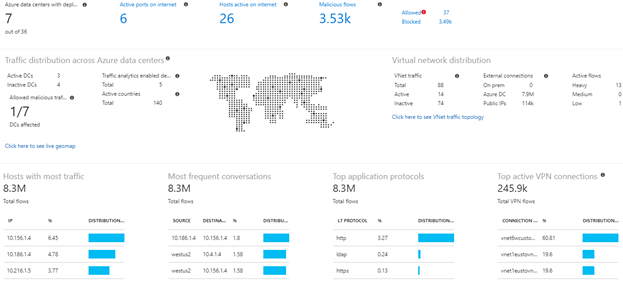 Azure data centers with depl...
7
out of 36
Active ports on internet
6
Hosts active on internet
26
Malicious flows
3.53k
Allowed 37
Blocked 3.49k
Traffic distribution across Azure data centers
Active DCs 3
Inactive DCs 4
Allowed malicious traf...
1/7
DCs affected
Traffic analytics enabled de...
Total 5
Active countries
Total 140
Click here to see live geomap
Virtual network distribution
VNet traffic
Total 88
Active 14
Inactive 74
External connections
On prem 0
Azure DC 7.9M
Public IPs 114k
Active flows
Heavy 13
Medium 0
Low 1
Click here to see VNet traffic topology
Hosts with most traffic
8.3M
Total flows
IP % DISTRIBUTION...
10.156.1.4 6.45
10.186.1.4 4.78
10.216.1.5 3.77
Most frequent conversations
8.3M
Total flows
SOURCE DESTINA... % DISTRIBU...
10.186.1.4 10.156.1.4 1.8
westus2 10.4.1.4 1.58
westus2 10.156.1.4 1.58
Top application protocols
8.3M
Total flows
L7 PROTOCOL % DISTRIBUTION...
http 3.27
ldap 0.24
https 0.13
Top active VPN connections
245.9k
Total VPN flows
CONNECTION ... % DISTRIBUTION...
60.81
19.6
19.6